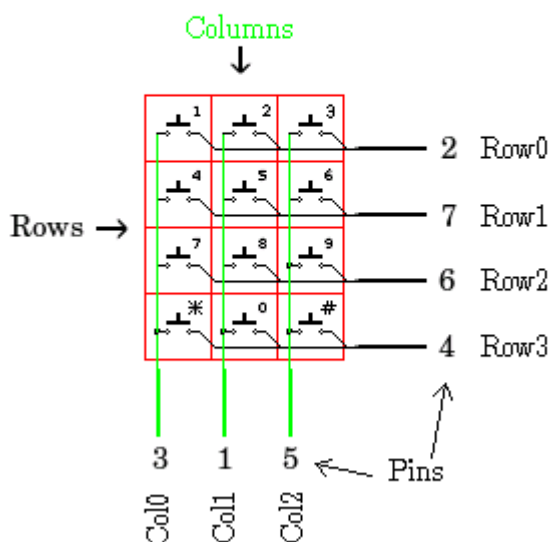 Columns
1 2 3
2 Row0
4 5 6
7 Row1
Rows
7 8 9
6 Row2
* 0 #
4 Row3
3 1 5
Pins
Col0 Col1 Col2